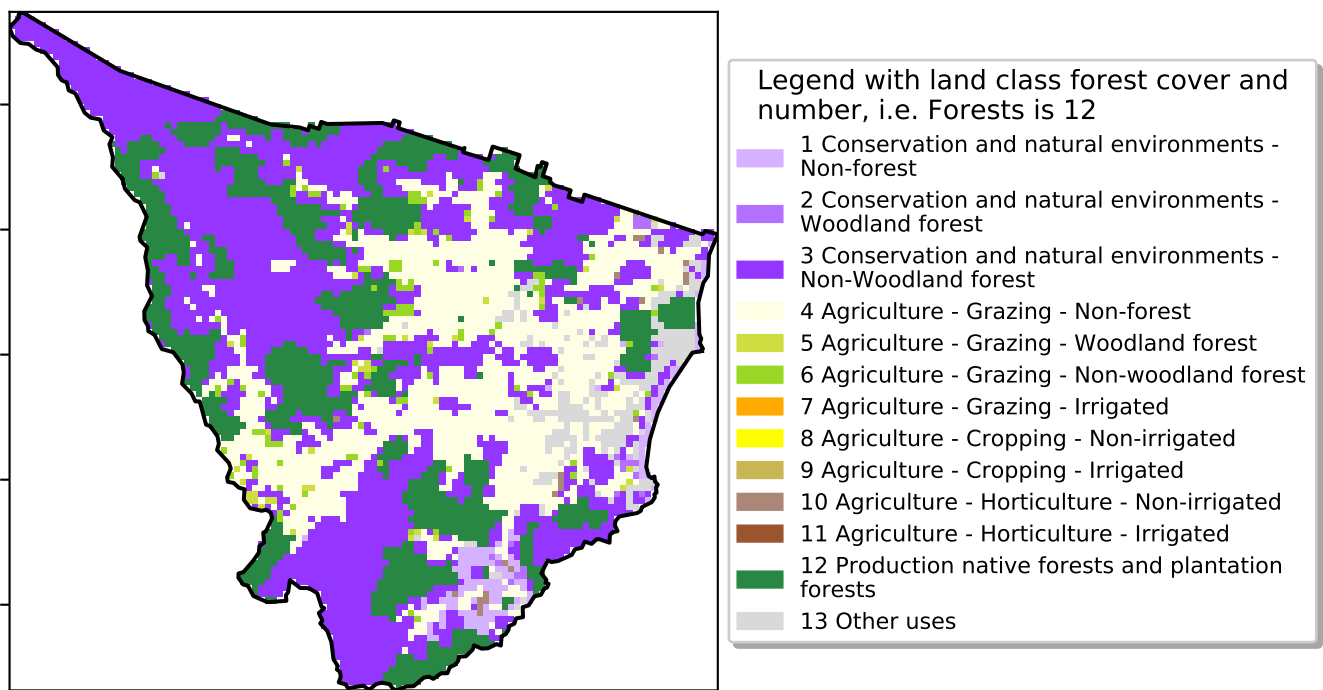 Legend with land class forest cover and
number, i.e. Forests is 12
1 Conservation and natural environments -
Non-forest
2 Conservation and natural environments -
Woodland forest
3 Conservation and natural environments -
Non-Woodland forest
4 Agriculture - Grazing - Non-forest
5 Agriculture - Grazing - Woodland forest
6 Agriculture - Grazing - Non-woodland forest
7 Agriculture - Grazing - Irrigated
8 Agriculture - Cropping - Non-irrigated
9 Agriculture - Cropping - Irrigated
10 Agriculture - Horticulture - Non-irrigated
11 Agriculture - Horticulture - Irrigated
12 Production native forests and plantation
forests
13 Other uses